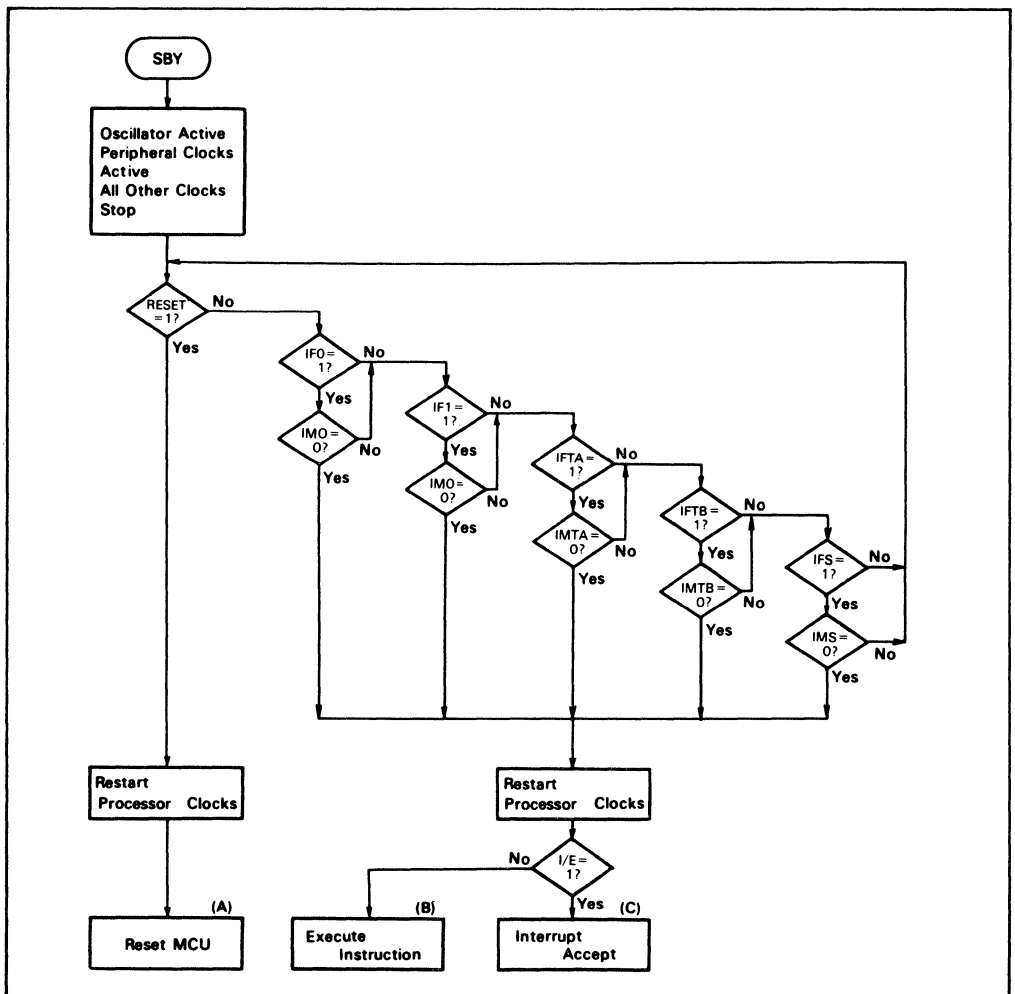 SBY
Oscillator Active
Peripheral Clocks
Active
All Other Clocks
Stop
RESET
=1?
No
Yes
IF0=
1?
No
Yes
IM0=
0?
No
Yes
IF1=
1?
No
Yes
IM0=
0?
No
Yes
IFTA=
1?
No
Yes
IMTA=
0?
No
Yes
IFTB=
1?
No
Yes
IMTB=
0?
No
Yes
IFS=
1?
No
Yes
IMS=
0?
No
Yes
Restart
Processor Clocks
Restart
Processor Clocks
I/E=
1?
No
Yes
(A)
Reset MCU
(B)
Execute
Instruction
(C)
Interrupt
Accept